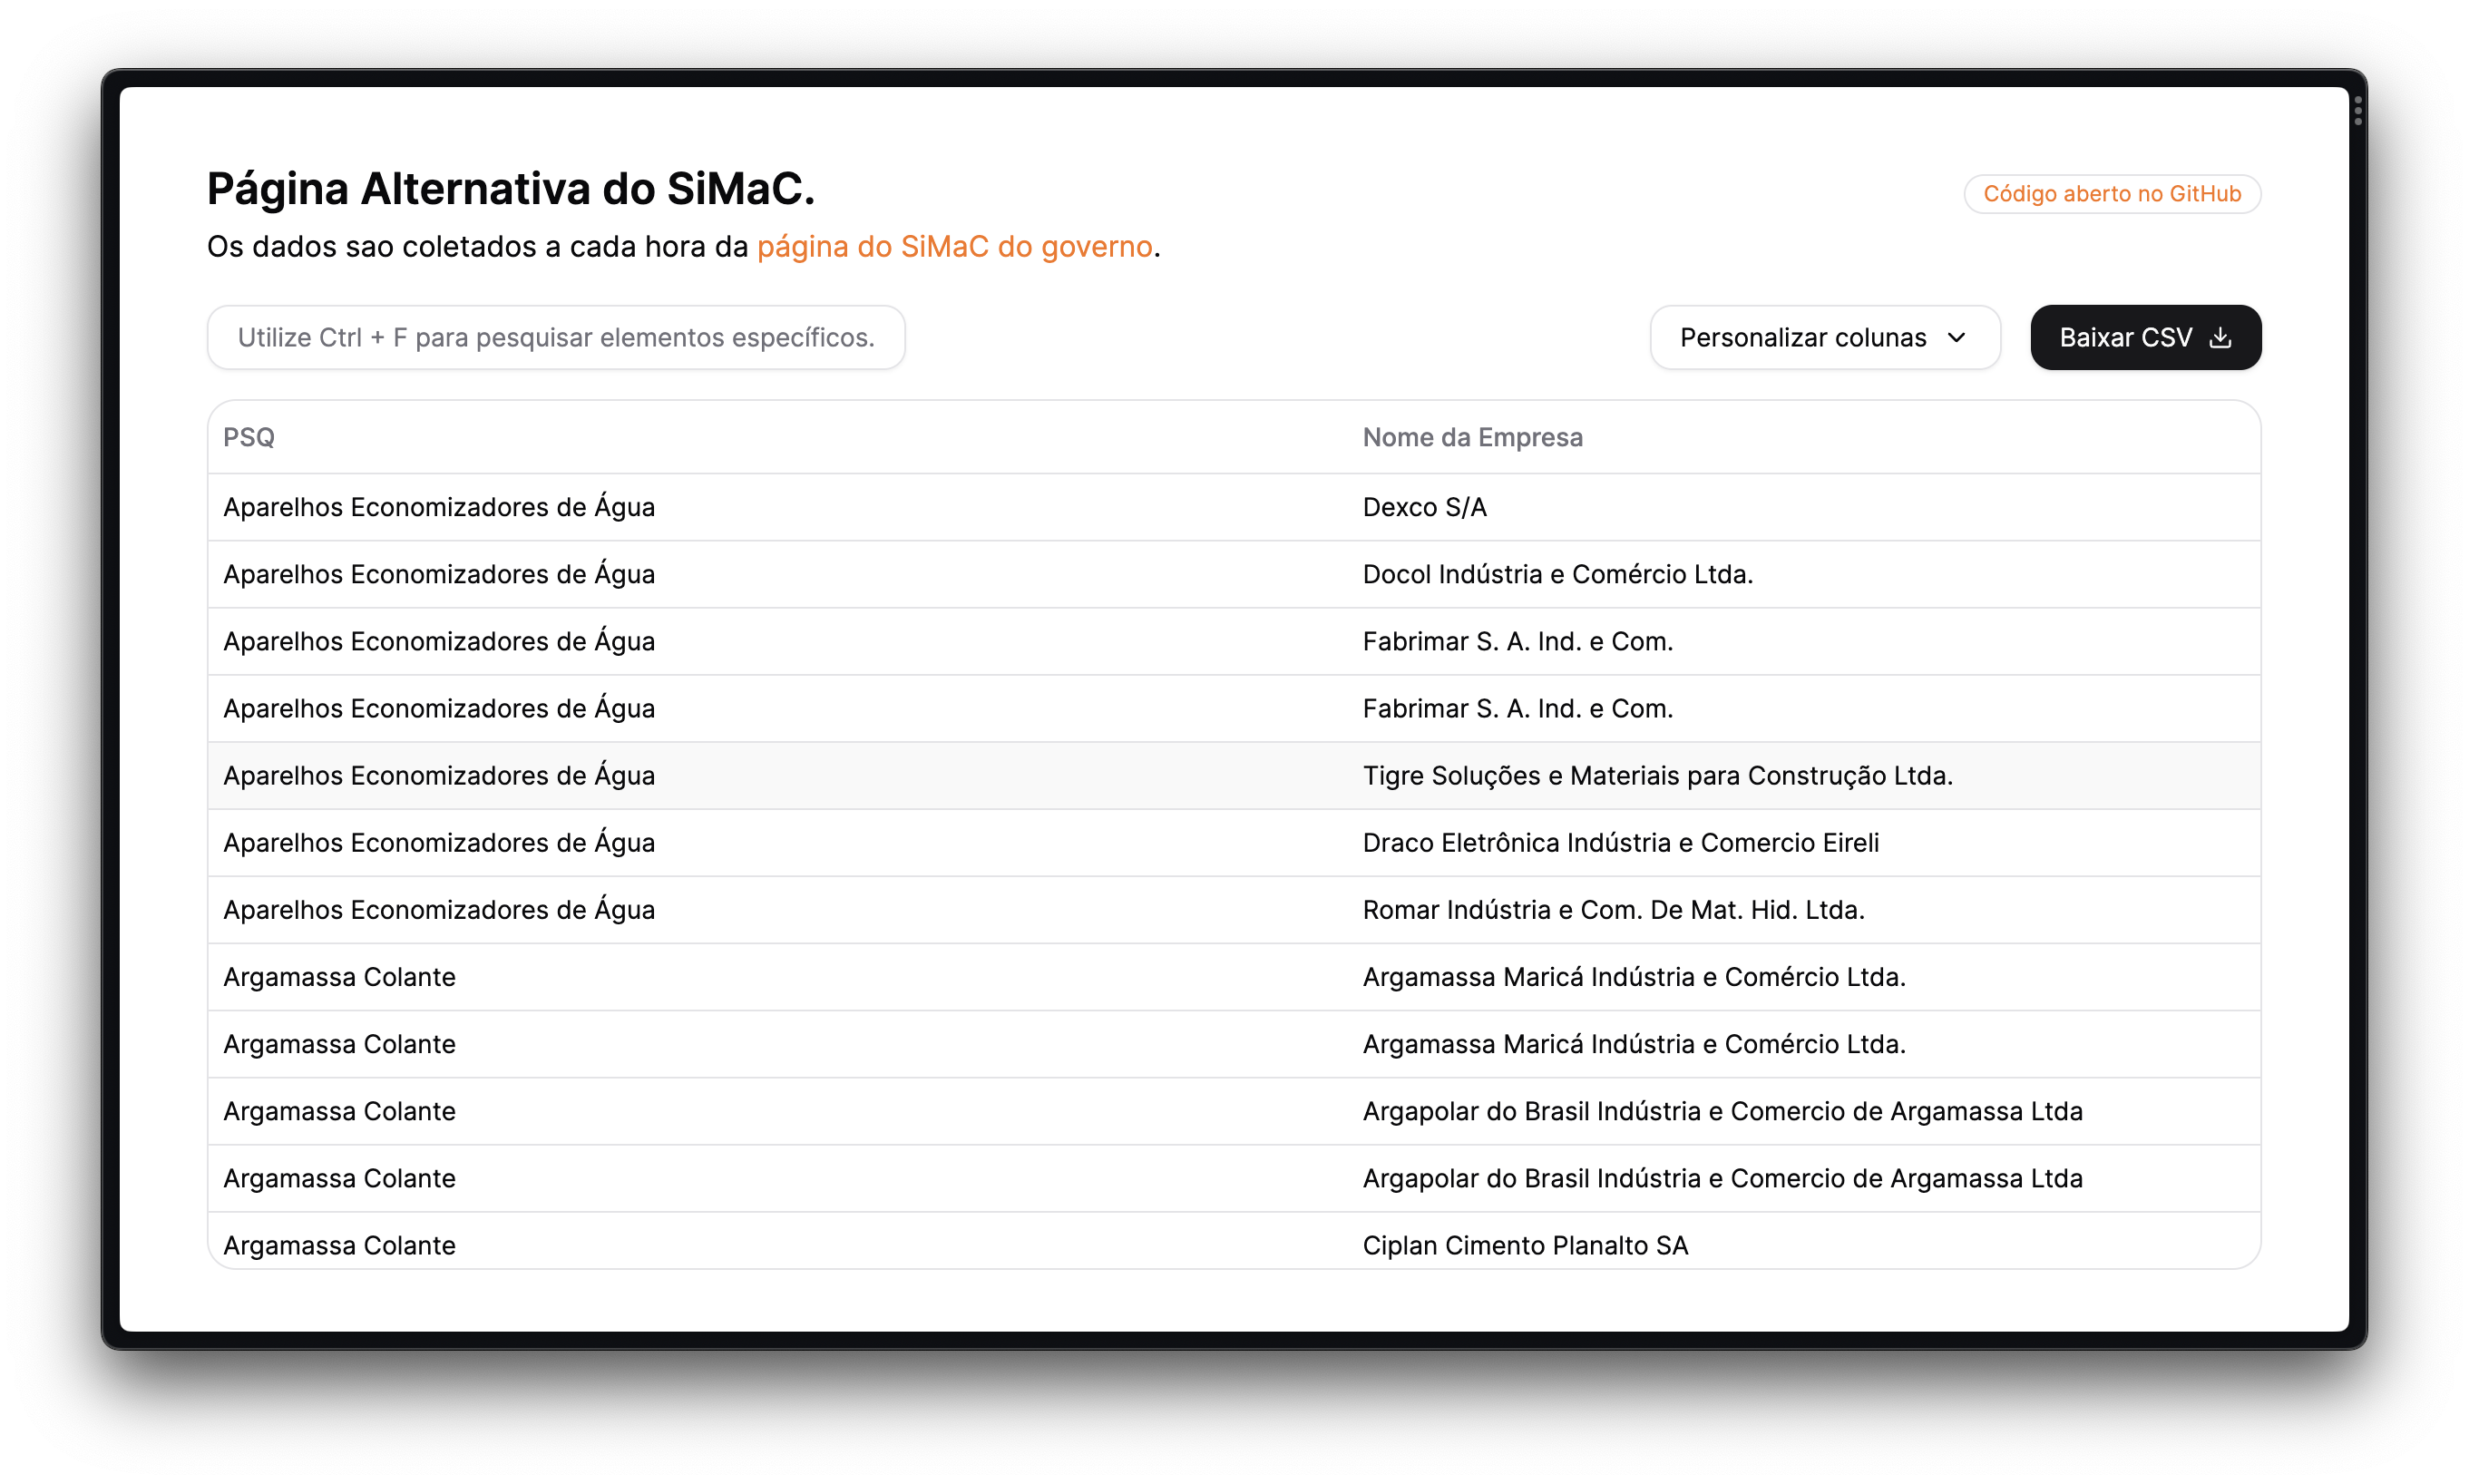 Página Alternativa do SiMaC.
Código aberto no GitHub
Os dados sao coletados a cada hora da página do SiMaC do governo.
Utilize Ctrl + F para pesquisar elementos específicos.
Personalizar colunas
Baixar CSV
PSQ Nome da Empresa
Aparelhos Economizadores de Água Dexco S/A
Aparelhos Economizadores de Água Docol Indústria e Comércio Ltda.
Aparelhos Economizadores de Água Fabrimar S. A. Ind. e Com.
Aparelhos Economizadores de Água Fabrimar S. A. Ind. e Com.
Aparelhos Economizadores de Água Tigre Soluções e Materiais para Construção Ltda.
Aparelhos Economizadores de Água Draco Eletrônica Indústria e Comercio Eireli
Aparelhos Economizadores de Água Romar Indústria e Com. De Mat. Hid. Ltda.
Argamassa Colante Argamassa Maricá Indústria e Comércio Ltda.
Argamassa Colante Argamassa Maricá Indústria e Comércio Ltda.
Argamassa Colante Argapolar do Brasil Indústria e Comercio de Argamassa Ltda
Argamassa Colante Argapolar do Brasil Indústria e Comercio de Argamassa Ltda
Argamassa Colante Ciplan Cimento Planalto SA